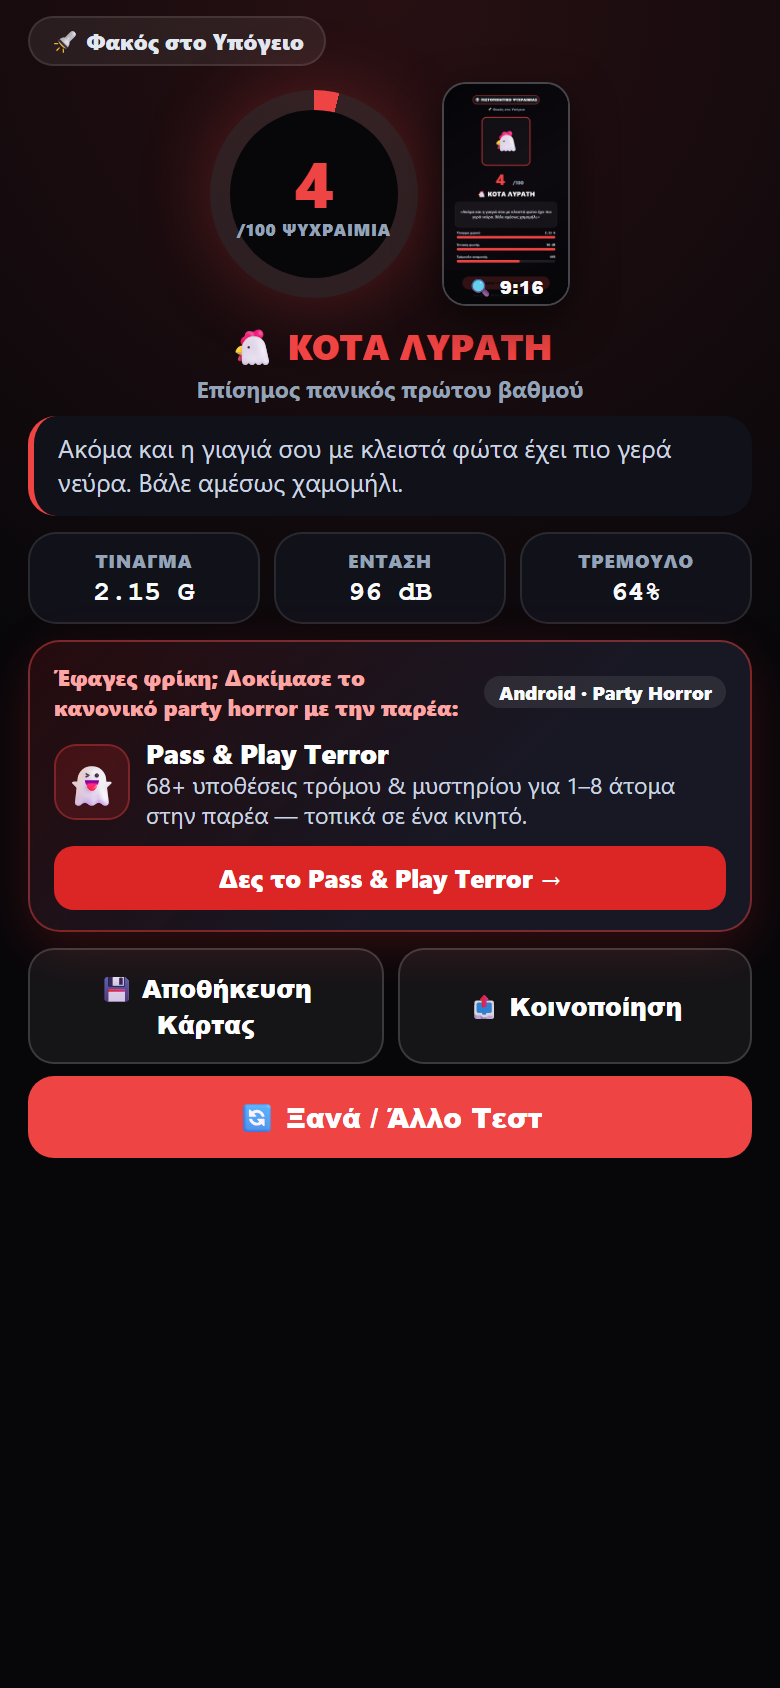 Φακός στο Υπόγειο
4
/100 ΨΥΧΡΑΙΜΙΑ
4 /100
ΚΟΤΑ ΛΥΡΑΤΗ
9:16
ΚΟΤΑ ΛΥΡΑΤΗ
Επίσημος πανικός πρώτου βαθμού
Ακόμα και η γιαγιά σου με κλειστά φώτα έχει πιο γερά
νεύρα. Βάλε αμέσως χαμομήλι.
ΤΙΝΑΓΜΑ
2.15 G
ΕΝΤΑΣΗ
96 dB
ΤΡΕΜΟΥΛΟ
64%
Έφαγες φρίκη; Δοκίμασε το
κανονικό party horror με την παρέα:
Android · Party Horror
Pass & Play Terror
68+ υποθέσεις τρόμου & μυστηρίου για 1–8 άτομα
στην παρέα — τοπικά σε ένα κινητό.
Δες το Pass & Play Terror →
Αποθήκευση
Κάρτας
Κοινοποίηση
Ξανά / Άλλο Τεστ